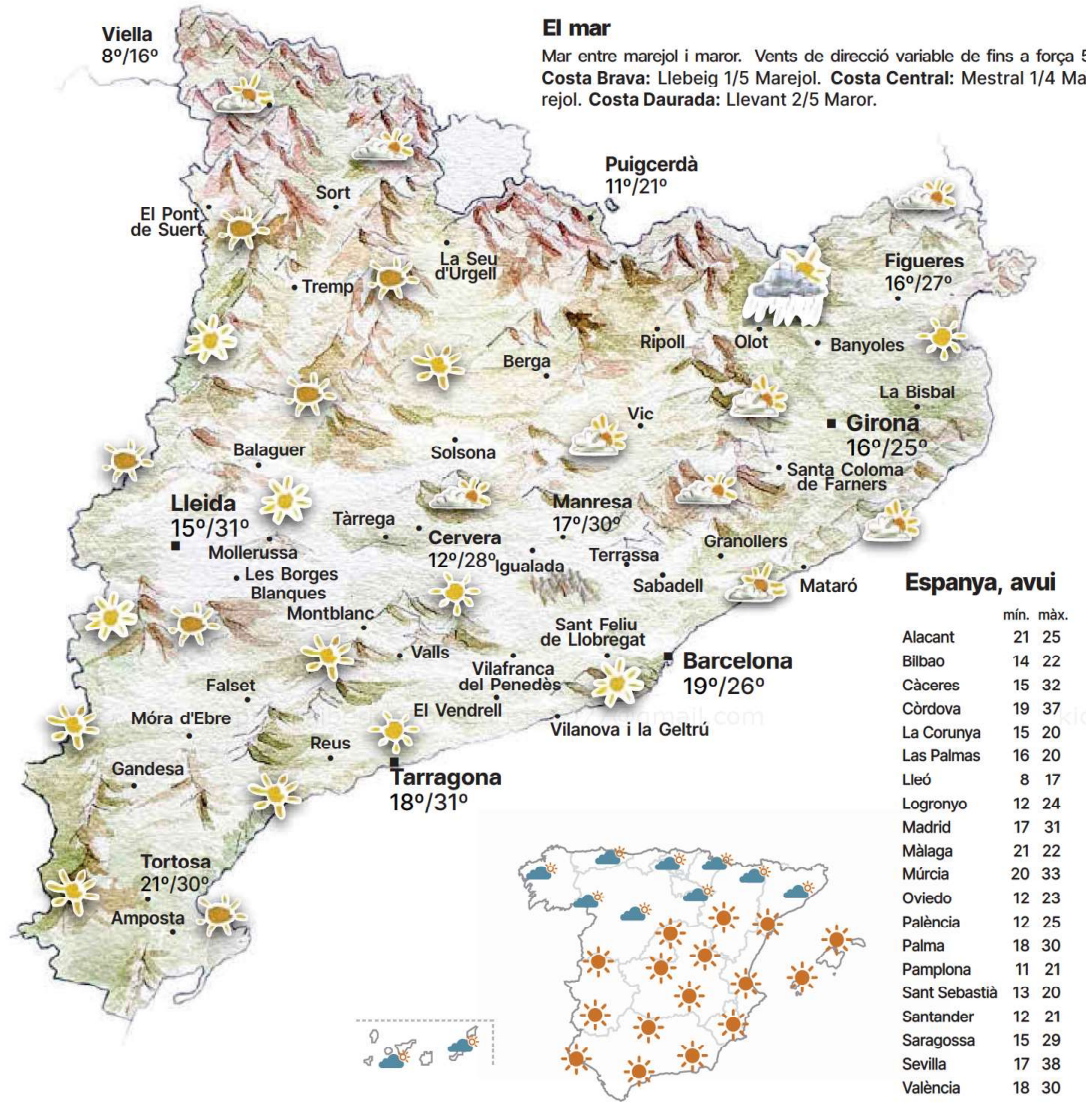 Viella
8º/16º
El mar
Mar entre marejol i maror. Vents de direcció variable de fins a força 5
Costa Brava: Llebeig 1/5 Marejol. Costa Central: Mestral 1/4 Ma
rejol. Costa Daurada: Llevant 2/5 Maror.
Puigcerdà
11º/21º
Sort
El Pont
de Suert
La Seu
d'Urgell
Tremp
Figueres
16º/27º
Ripoll
Olot
Banyoles
Berga
La Bisbal
Vic
Girona
16º/25º
Solsona
Balaguer
Santa Coloma
de Farners
Lleida
15º/31º
Manresa
17º/30º
Tàrrega
Cervera
12º/28º
Igualada
Terrassa
Granollers
Mollerussa
Les Borges
Blanques
Sabadell
Mataró
Montblanc
Sant Feliu
de Llobregat
Valls
Vilafranca
del Penedès
Barcelona
19º/26º
Falset
El Vendrell
Móra d'Ebre
Vilanova i la Geltrú
Reus
Gandesa
Tarragona
18º/31º
Tortosa
21º/30º
Amposta
Espanya, avui
mín. màx.
Alacant 21 25
Bilbao 14 22
Càceres 15 32
Còrdova 19 37
La Corunya 15 20
Las Palmas 16 20
Lleó 8 17
Logronyo 12 24
Madrid 17 31
Màlaga 21 22
Múrcia 20 33
Oviedo 12 23
Palència 12 25
Palma 18 30
Pamplona 11 21
Sant Sebastià 13 20
Santander 12 21
Saragossa 15 29
Sevilla 17 38
València 18 30